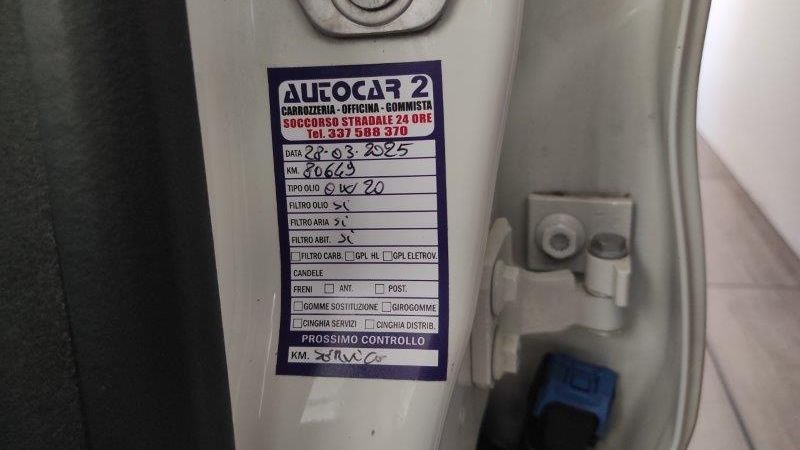 AUTOCAR 2
CARROZZERIA - OFFICINA - GOMMISTA
SOCCORSO STRADALE 24 ORE
Tel. 337 588 370
DATA 28-03-2025
KM. 80649
TIPO OLIO 0W20
FILTRO OLIO si
FILTRO ARIA si
FILTRO ABIT. si
FILTRO CARB. GPL HL GPL ELETROV.
CANDELE
FRENI ANT. POST.
GOMME SOSTITUZIONE GIROGOMME
CINGHIA SERVIZI CINGHIA DISTRIB.
PROSSIMO CONTROLLO
KM.